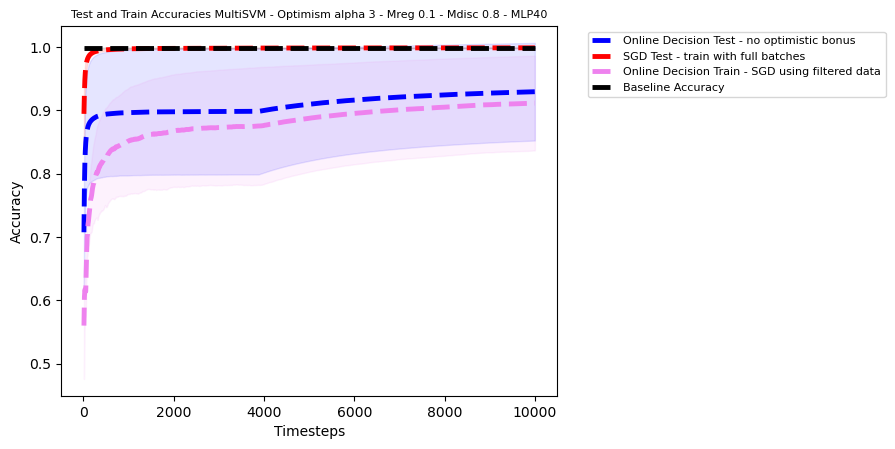 Test and Train Accuracies MultiSVM - Optimism alpha 3 - Mreg 0.1 - Mdisc 0.8 - MLP40
Online Decision Test - no optimistic bonus
SGD Test - train with full batches
Online Decision Train - SGD using filtered data
Baseline Accuracy
1.0
0.9
0.8
0.7
0.6
0.5
Accuracy
0
2000
4000
6000
8000
10000
Timesteps